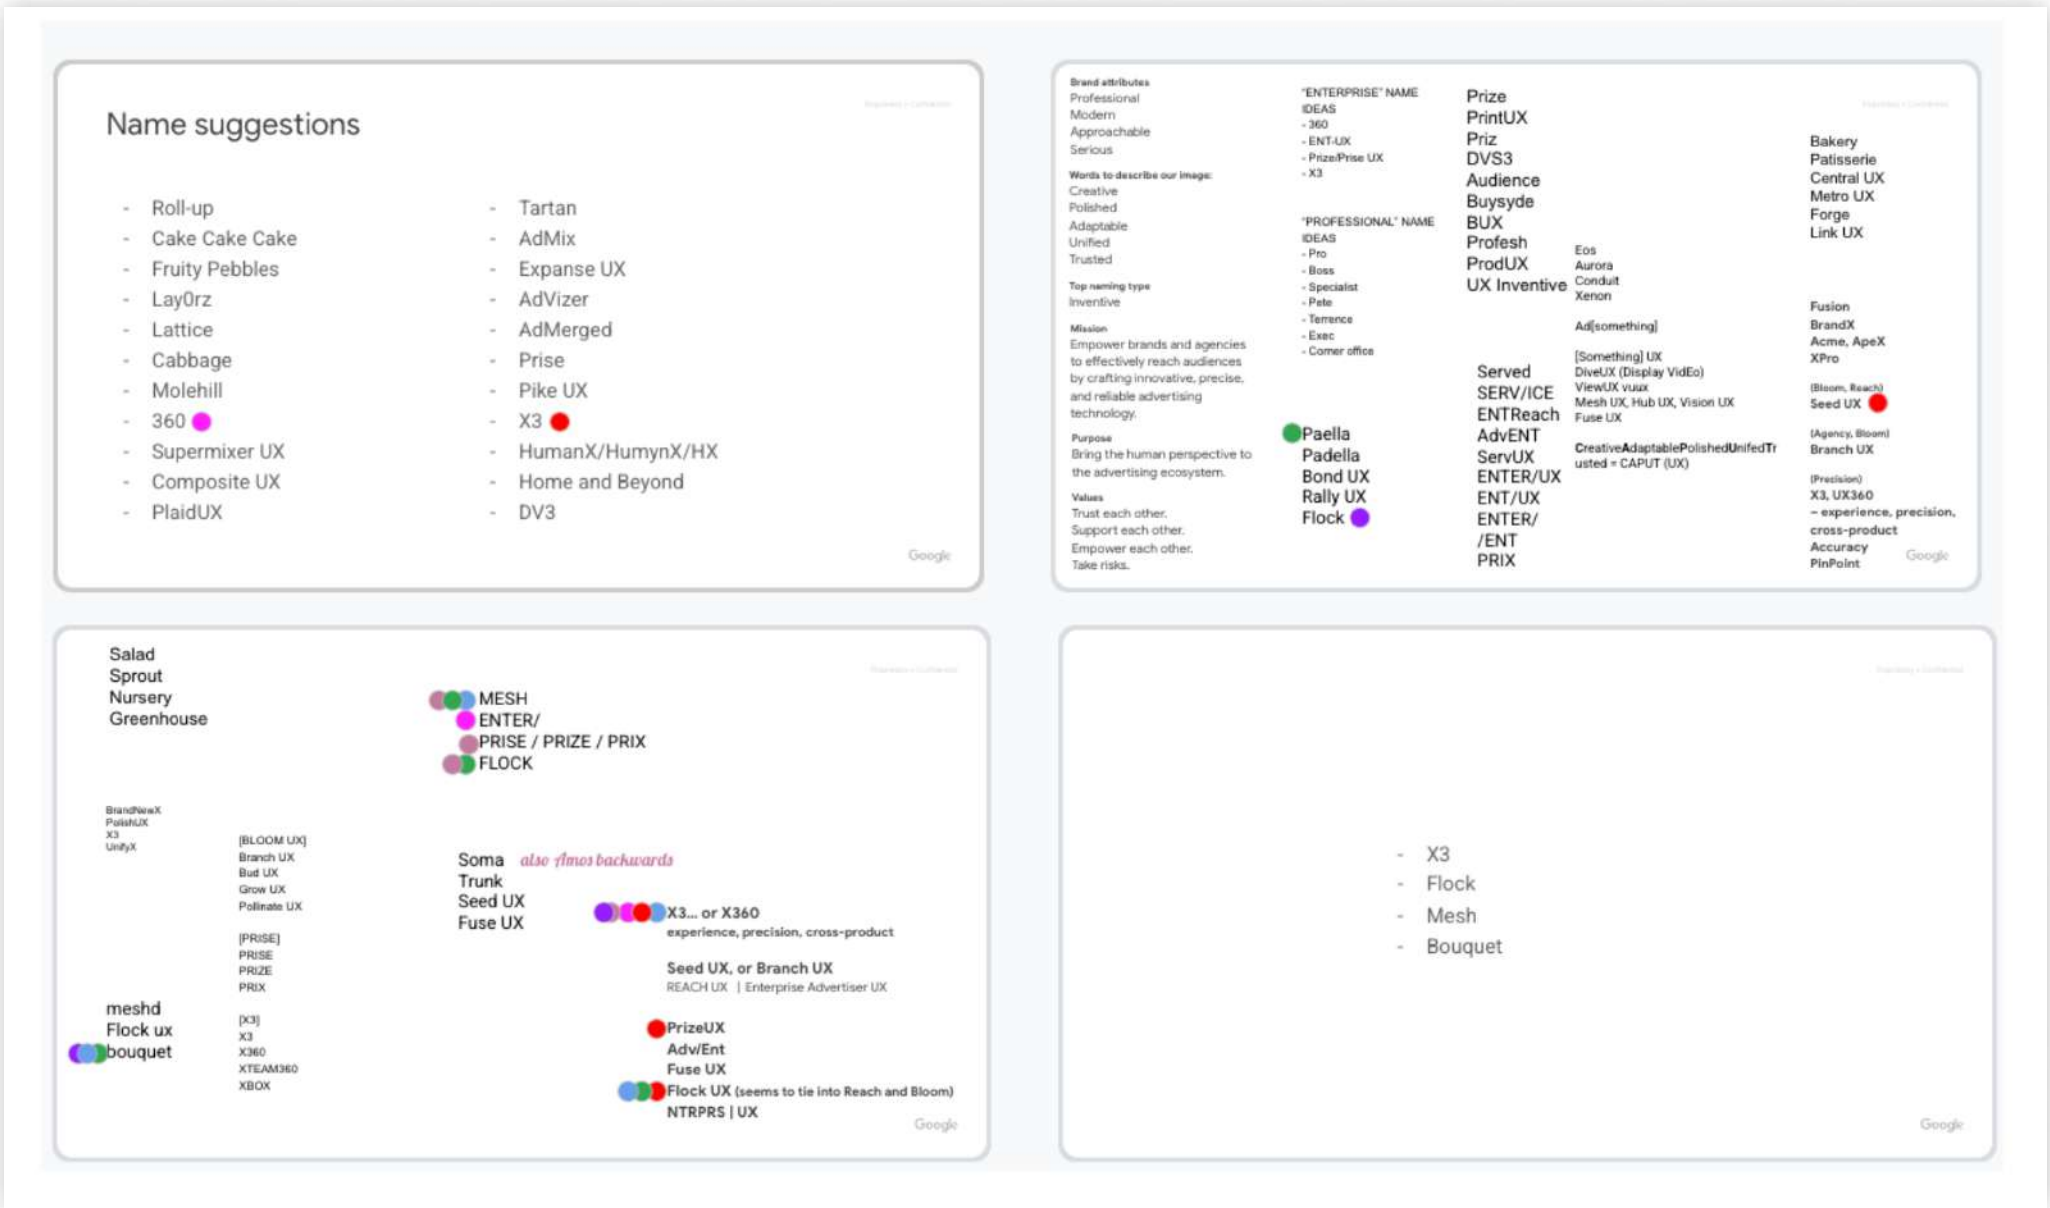 Name suggestions
- Roll-up
- Cake Cake Cake
- Fruity Pebbles
- Lay0rz
- Lattice
- Cabbage
- Molehill
- 360
- Supermixer UX
- Composite UX
- PlaidUX
- Tartan
- AdMix
- Expanse UX
- AdVizer
- AdMerged
- Prise
- Pike UX
- X3
- HumanX/HumynX/HX
- Home and Beyond
- DV3
Proprietary + Confidential
Google
Brand attributes
Professional
Modern
Approachable
Serious
Words to describe our image:
Creative
Polished
Adaptable
Unified
Trusted
Top naming type
Inventive
Mission
Empower brands and agencies
to effectively reach audiences
by crafting innovative, precise,
and reliable advertising
technology.
Purpose
Bring the human perspective to
the advertising ecosystem.
Values
Trust each other.
Support each other.
Empower each other.
Take risks.
"ENTERPRISE" NAME
IDEAS
- 360
- ENT-UX
- Prize/Prise UX
- X3
"PROFESSIONAL" NAME
IDEAS
- Pro
- Boss
- Specialist
- Pete
- Terrence
- Exec
- Corner office
Paella
Padella
Bond UX
Rally UX
Flock
Prize
PrintUX
Priz
DVS3
Audience
Buysyde
BUX
Profesh
ProdUX
UX Inventive
Served
SERV/ICE
ENTReach
AdvENT
ServUX
ENTER/UX
ENT/UX
ENTER/
/ENT
PRIX
Eos
Aurora
Conduit
Xenon
Ad[something]
[Something] UX
DiveUX (Display VidEo)
ViewUX vuux
Mesh UX, Hub UX, Vision UX
Fuse UX
CreativeAdaptablePolishedUnifedTr
usted = CAPUT (UX)
Proprietary + Confidential
Bakery
Patisserie
Central UX
Metro UX
Forge
Link UX
Fusion
BrandX
Acme, ApeX
XPro
(Bloom, Reach)
Seed UX
(Agency, Bloom)
Branch UX
(Precision)
X3, UX360
– experience, precision,
cross-product
Accuracy
PinPoint
Google
Salad
Sprout
Nursery
Greenhouse
BrandNewX
PolishUX
X3
UnifyX
meshd
Flock ux
bouquet
[BLOOM UX]
Branch UX
Bud UX
Grow UX
Pollinate UX
[PRISE]
PRISE
PRIZE
PRIX
[X3]
X3
X360
XTEAM360
XBOX
MESH
ENTER/
PRISE / PRIZE / PRIX
FLOCK
Soma also Amos backwards
Trunk
Seed UX
Fuse UX
X3... or X360
experience, precision, cross-product
Seed UX, or Branch UX
REACH UX | Enterprise Advertiser UX
PrizeUX
Adv/Ent
Fuse UX
Flock UX (seems to tie into Reach and Bloom)
NTRPRS | UX
Proprietary + Confidential
Google
Proprietary + Confidential
- X3
- Flock
- Mesh
- Bouquet
Google